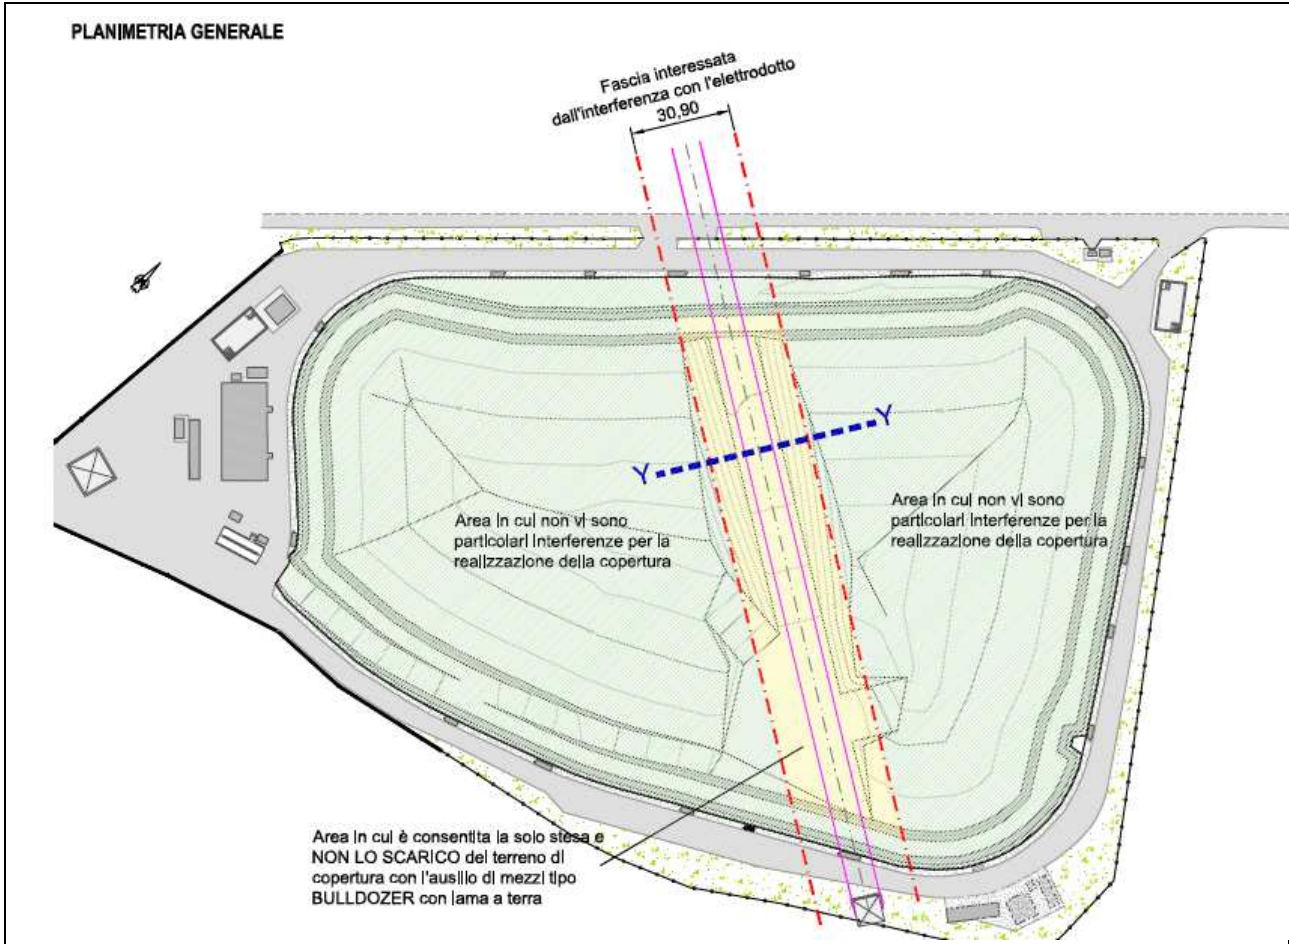 PLANIMETRIA GENERALE
Fascia interessata
dall'interferenza con l'elettrodotto
30,90
Y
Y
Area in cui non vi sono
particolari interferenze per la
realizzazione della copertura
Area in cui non vi sono
particolari interferenze per la
realizzazione della copertura
Area in cui è consentita la solo stesa e
NON LO SCARICO del terreno di
copertura con l'ausilio di mezzi tipo
BULLDOZER con lama a terra